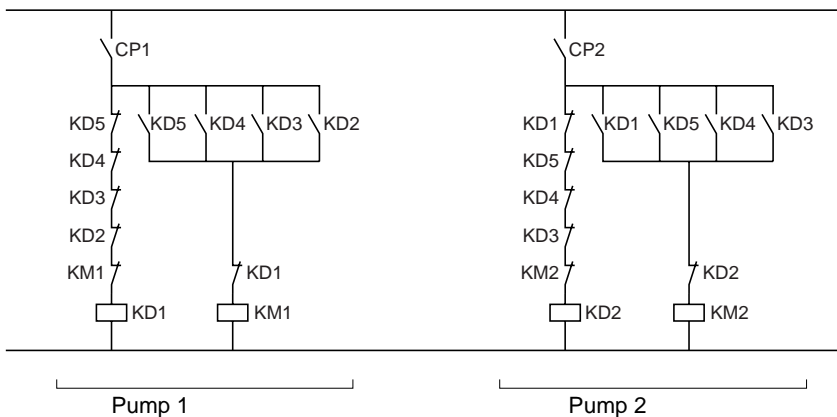 CP1 CP2
KD5 KD5 KD4 KD3 KD2 KD1 KD1 KD5 KD4 KD3
KD4 KD5
KD3 KD4
KD2 KD3
KM1 KD1 KM2 KD2
KD1 KM1 KD2 KM2
Pump 1 Pump 2